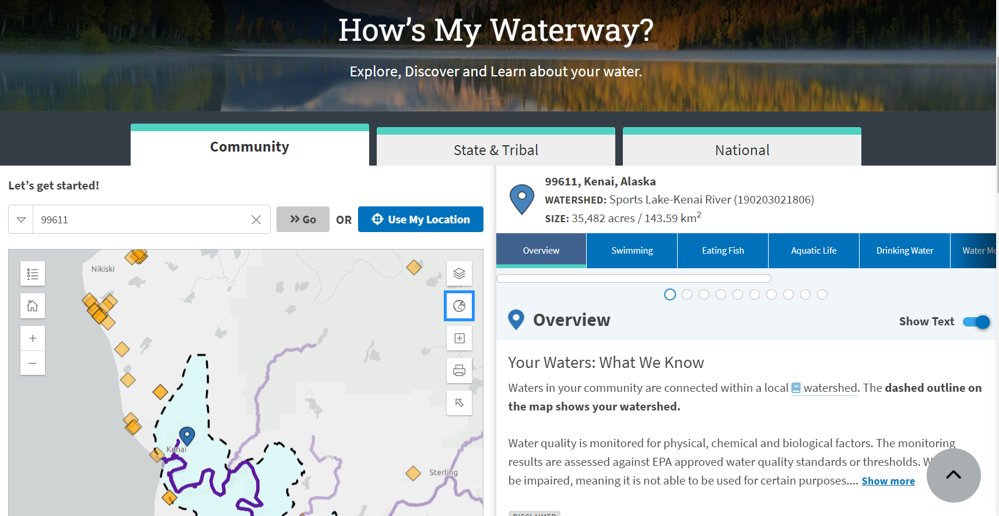 How's My Waterway?
Explore, Discover and Learn about your water.
Community
State & Tribal
National
Let's get started!
99611
Go
OR
Use My Location
Nikiski
Kenai
Sterling
99611, Kenai, Alaska
WATERSHED: Sports Lake-Kenai River (190203021806)
SIZE: 35,482 acres / 143.59 km²
Overview
Swimming
Eating Fish
Aquatic Life
Drinking Water
Water
Overview
Show Text
Your Waters: What We Know
Waters in your community are connected within a local watershed. The dashed outline on
the map shows your watershed.
Water quality is monitored for physical, chemical and biological factors. The monitoring
results are assessed against EPA approved water quality standards or thresholds.
be impaired, meaning it is not able to be used for certain purposes.... Show more
DISCLAIMER